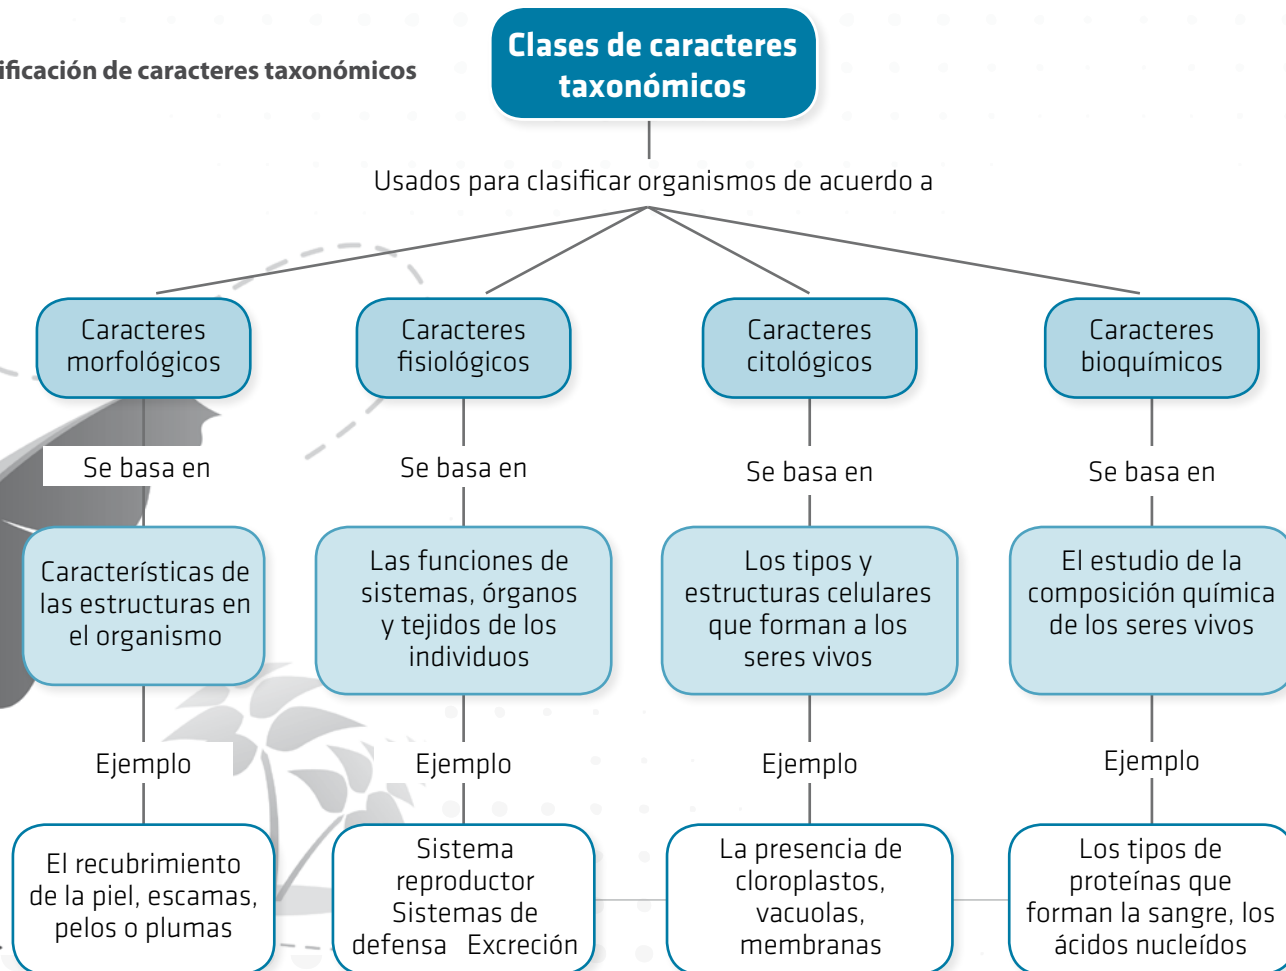 Clases de caracteres
taxonómicos
ificación de caracteres taxonómicos
Usados para clasificar organismos de acuerdo a
Caracteres
morfológicos
Caracteres
fisiológicos
Caracteres
citológicos
Caracteres
bioquímicos
Se basa en
Se basa en
Se basa en
Se basa en
Características de
las estructuras en
el organismo
Las funciones de
sistemas, órganos
y tejidos de los
individuos
Los tipos y
estructuras celulares
que forman a los
seres vivos
El estudio de la
composición química
de los seres vivos
Ejemplo
Ejemplo
Ejemplo
Ejemplo
El recubrimiento
de la piel, escamas,
pelos o plumas
Sistema
reproductor
Sistemas de
defensa Excreción
La presencia de
cloroplastos,
vacuolas,
membranas
Los tipos de
proteínas que
forman la sangre, los
ácidos nucleídos